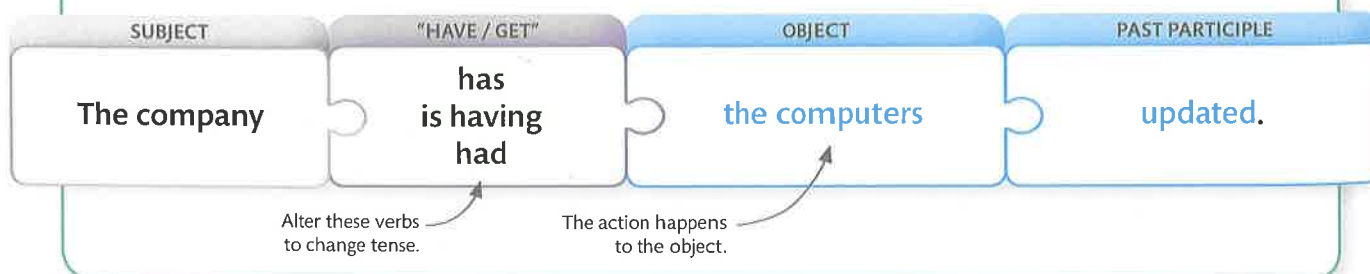 SUBJECT
"HAVE / GET"
OBJECT
PAST PARTICIPLE
The company
has
is having
had
the computers
updated.
Alter these verbs
to change tense.
The action happens
to the object.